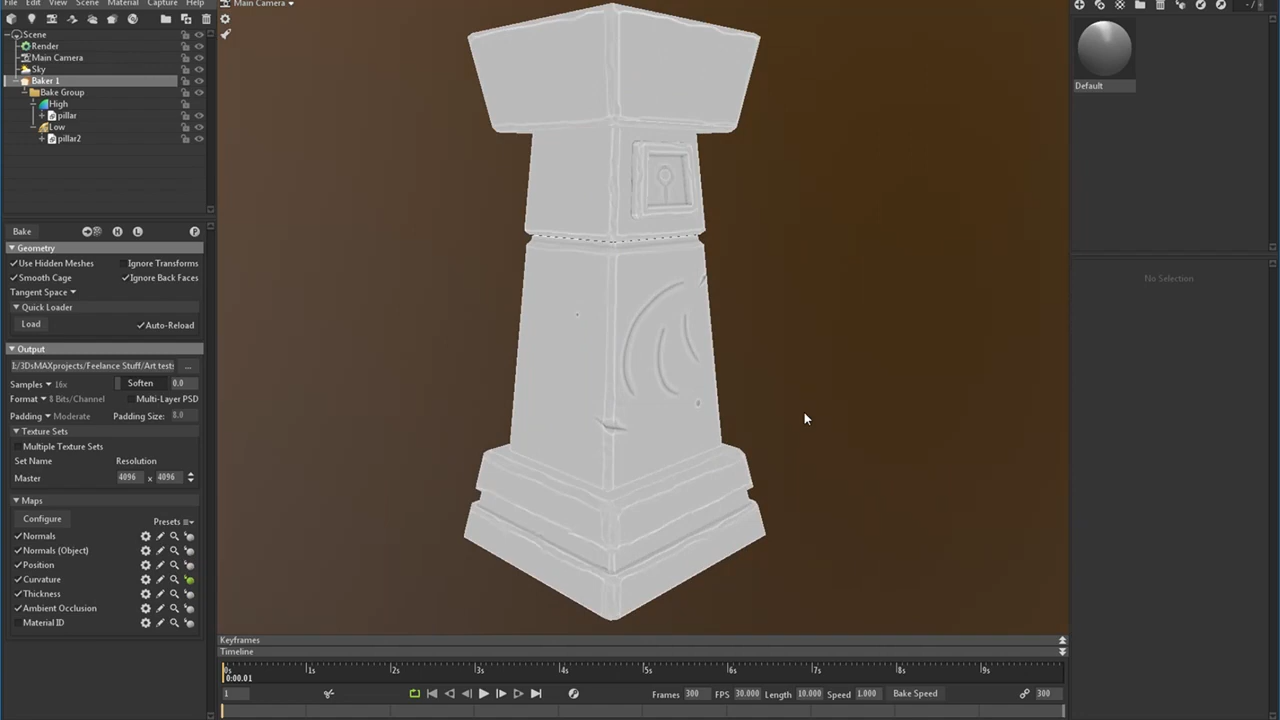 File Edit View Scene Material Capture Help
Main Camera
Scene
Render
Main Camera
Sky
Baker 1
Bake Group
High
pillar
Low
pillar2
Default
No Selection
Bake H L P
Geometry
Use Hidden Meshes Ignore Transforms
Smooth Cage Ignore Back Faces
Tangent Space
Quick Loader
Load Auto-Reload
Output
E:/3DsMAXprojects/Feelance Stuff/Art tests ...
Samples 16x Soften 0.0
Format 8 Bits/Channel Multi-Layer PSD
Padding Moderate Padding Size: 8.0
Texture Sets
Multiple Texture Sets
Set Name Resolution
Master 4096 x 4096
Maps
Configure Presets
Normals
Normals (Object)
Position
Curvature
Thickness
Ambient Occlusion
Material ID
Keyframes
Timeline
0s 1s 2s 3s 4s 5s 6s 7s 8s 9s
0:00.01
1 Frames 300 FPS 30.000 Length 10.000 Speed 1.000 Bake Speed 300